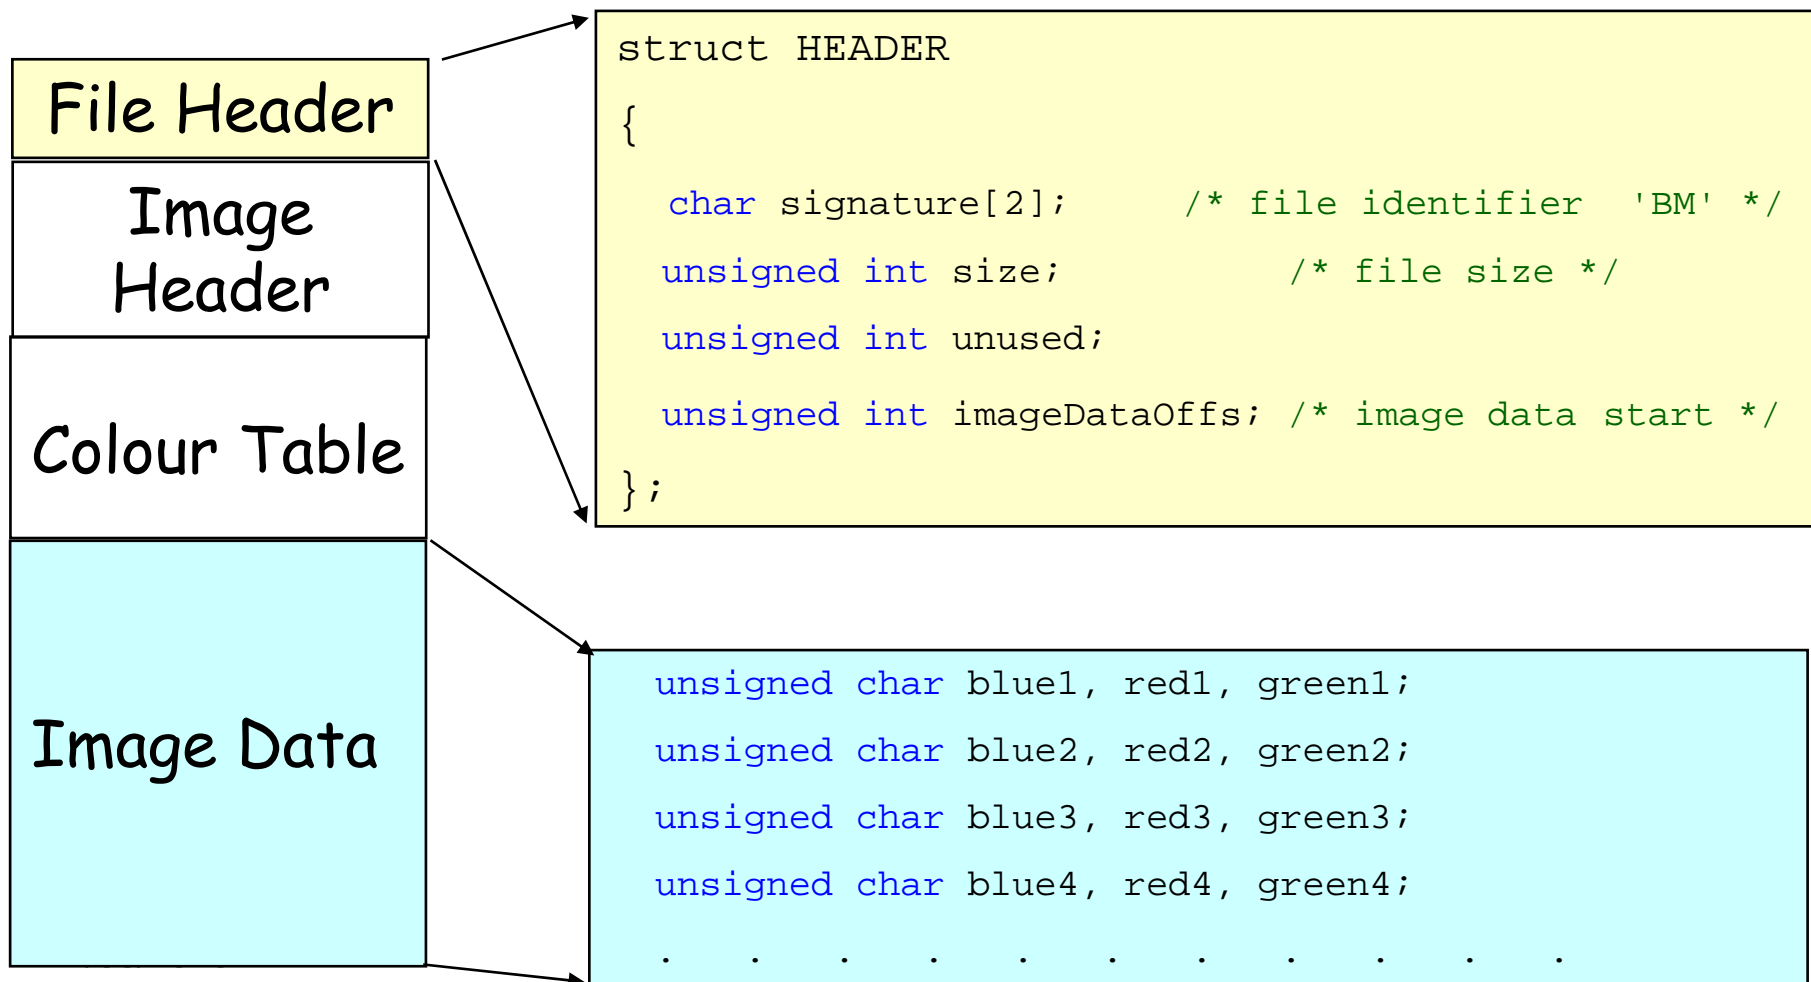 File Header
Image
Header
Colour Table
Image Data
struct HEADER
{
char signature[2]; /* file identifier 'BM' */
unsigned int size; /* file size */
unsigned int unused;
unsigned int imageDataOffs; /* image data start */
};
unsigned char blue1, red1, green1;
unsigned char blue2, red2, green2;
unsigned char blue3, red3, green3;
unsigned char blue4, red4, green4;
. . . . . . . . . . .